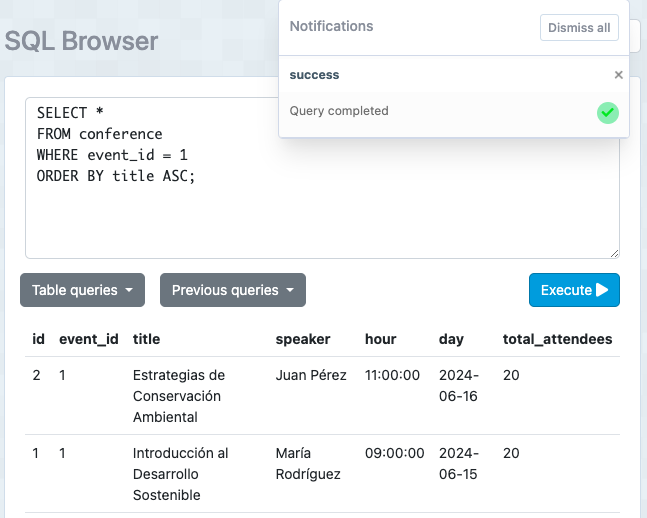 SQL Browser
Notifications
Dismiss all
success
×
Query completed
SELECT *
FROM conference
WHERE event_id = 1
ORDER BY title ASC;
Table queries
Previous queries
Execute
id event_id title speaker hour day total_attendees
2 1 Estrategias de Juan Pérez 11:00:00 2024- 20
Conservación 06-16
Ambiental
1 1 Introducción al María 09:00:00 2024- 20
Desarrollo Rodríguez 06-15
Sostenible